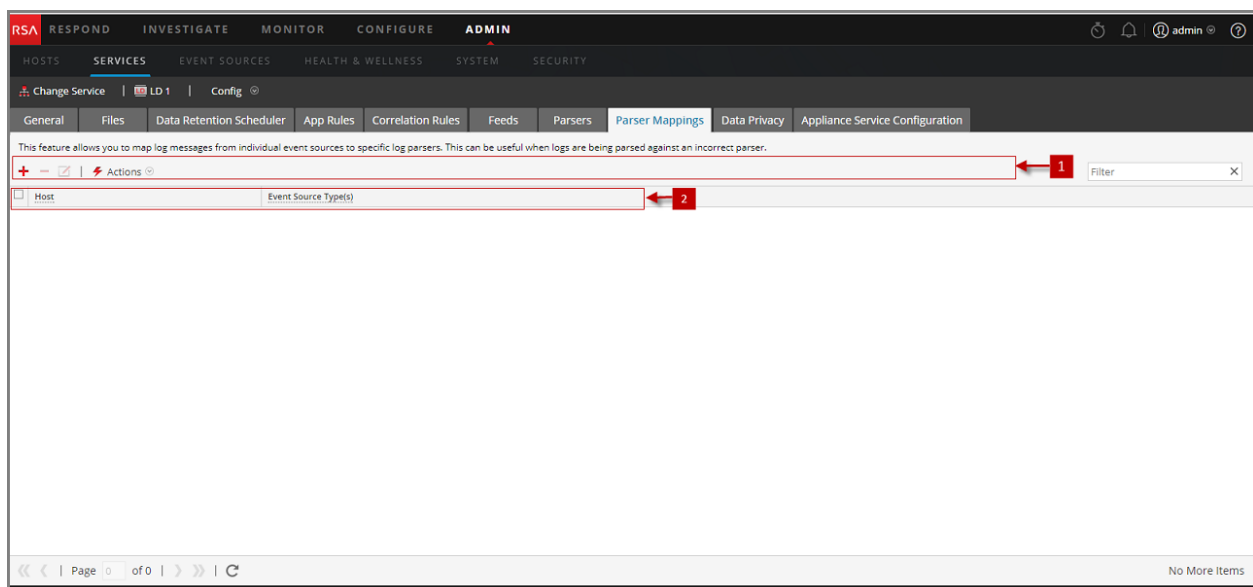 RSA RESPOND INVESTIGATE MONITOR CONFIGURE ADMIN admin ?
HOSTS SERVICES EVENT SOURCES HEALTH & WELLNESS SYSTEM SECURITY
Change Service | LD LD 1 | Config
General Files Data Retention Scheduler App Rules Correlation Rules Feeds Parsers Parser Mappings Data Privacy Appliance Service Configuration
This feature allows you to map log messages from individual event sources to specific log parsers. This can be useful when logs are being parsed against an incorrect parser.
+ − | Actions 1 Filter X
Host Event Source Type(s) 2
| Page 0 of 0 | | No More Items